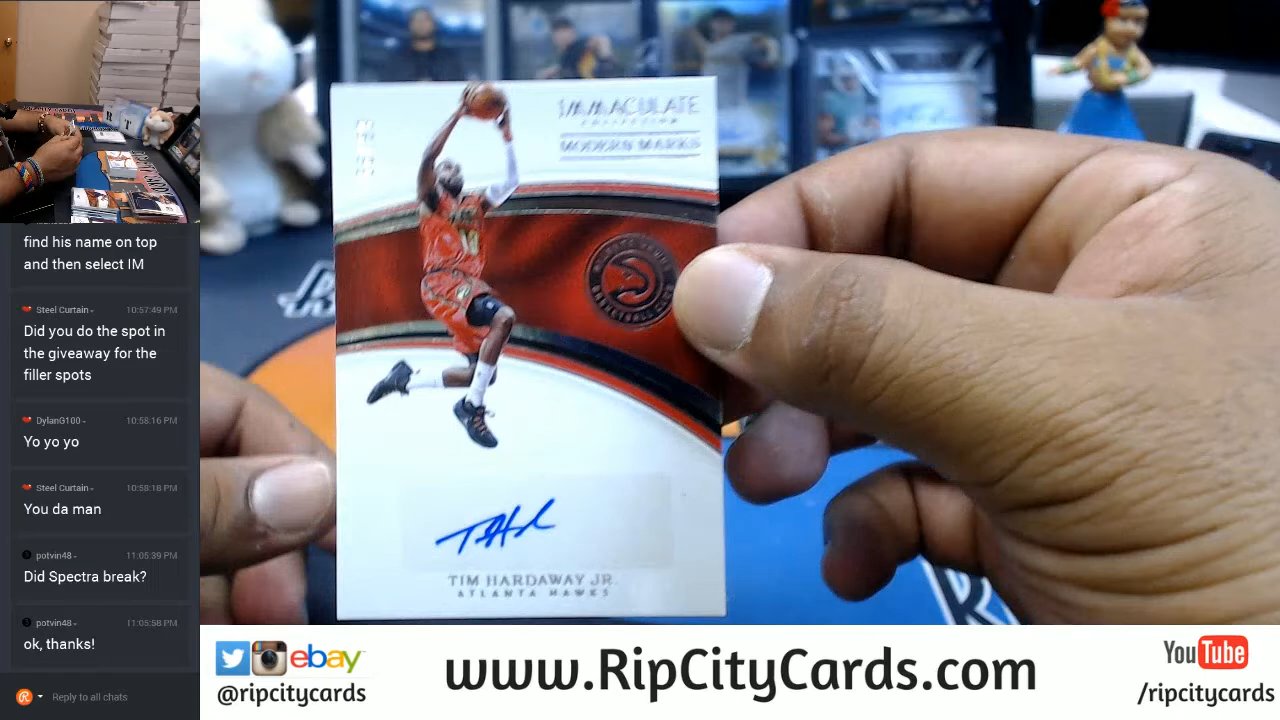 find his name on top
and then select IM
Steel Curtain 10:57:49 PM
Did you do the spot in
the giveaway for the
filler spots
DylanG100 10:58:16 PM
Yo yo yo
Steel Curtain 10:58:18 PM
You da man
potvin48 11:05:39 PM
Did Spectra break?
potvin48 11:05:58 PM
ok, thanks!
Reply to all chats
IMMACULATE
COLLECTION
MODERN MARKS
TIM HARDAWAY JR.
ATLANTA HAWKS
ebay
@ripcitycards
www.RipCityCards.com
YouTube
/ripcitycards